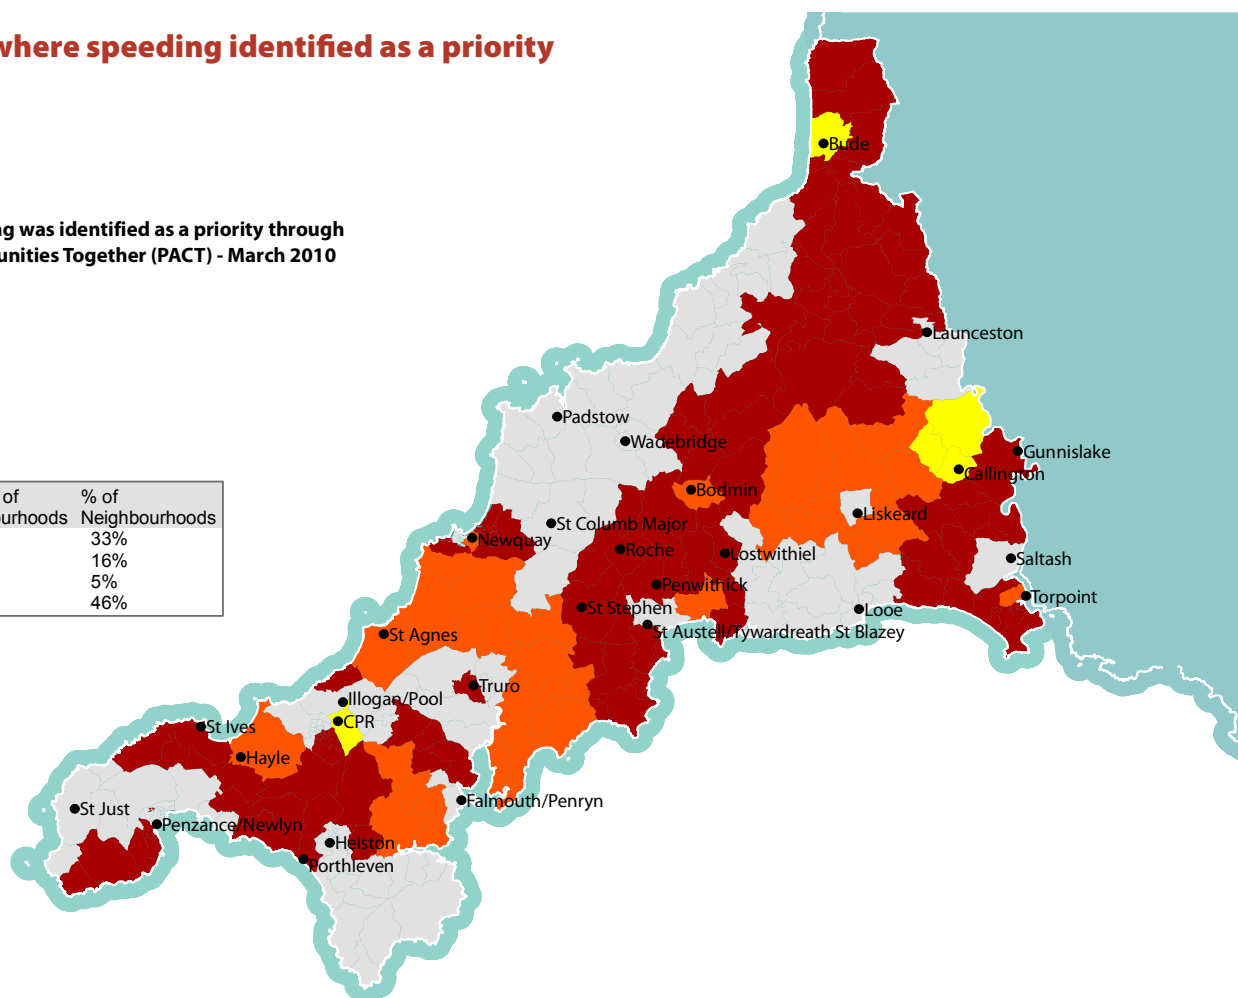 where speeding identified as a priority
ng was identified as a priority through
unities Together (PACT) - March 2010
of % of
urhoods Neighbourhoods
33%
16%
5%
46%
Bude
Launceston
Padstow
Wadebridge
Gunnislake
Callington
Bodmin
Liskeard
St Columb Major
Newquay
Roche
Lostwithiel
Saltash
Penwithick
Torpoint
St Stephen
Looe
St Austell/Tywardreath St Blazey
St Agnes
Truro
Illogan/Pool
CPR
St Ives
Hayle
Falmouth/Penryn
St Just
Penzance/Newlyn
Helston
Porthleven